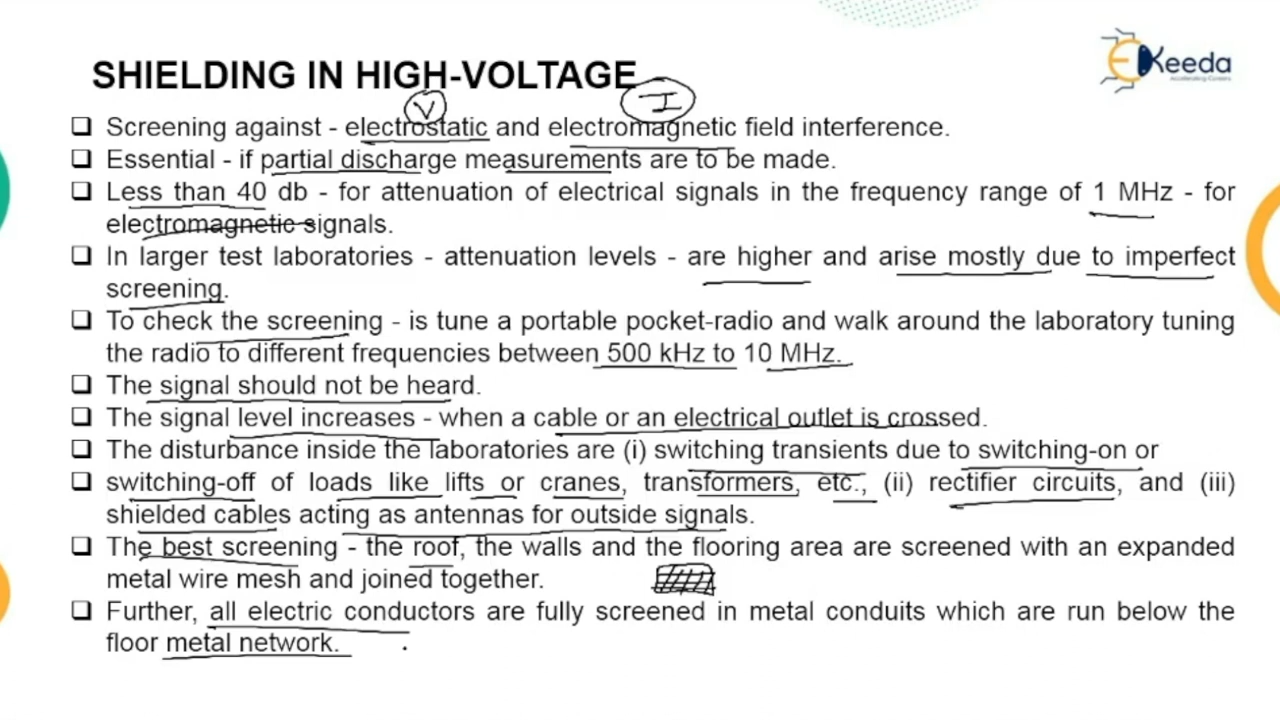 SHIELDING IN HIGH-VOLTAGE
EKeeda
V
I
❑ Screening against - electrostatic and electromagnetic field interference.
❑ Essential - if partial discharge measurements are to be made.
❑ Less than 40 db - for attenuation of electrical signals in the frequency range of 1 MHz - for
electromagnetic signals.
❑ In larger test laboratories - attenuation levels - are higher and arise mostly due to imperfect
screening.
❑ To check the screening - is tune a portable pocket-radio and walk around the laboratory tuning
the radio to different frequencies between 500 kHz to 10 MHz.
❑ The signal should not be heard.
❑ The signal level increases - when a cable or an electrical outlet is crossed.
❑ The disturbance inside the laboratories are (i) switching transients due to switching-on or
❑ switching-off of loads like lifts or cranes, transformers, etc., (ii) rectifier circuits, and (iii)
shielded cables acting as antennas for outside signals.
❑ The best screening - the roof, the walls and the flooring area are screened with an expanded
metal wire mesh and joined together.
❑ Further, all electric conductors are fully screened in metal conduits which are run below the
floor metal network.